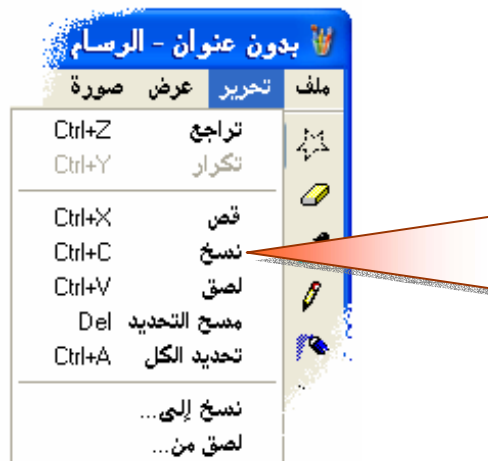 بدون عنوان - الرسام
ملف تحرير عرض صورة
تراجع Ctrl+Z
تكرار Ctrl+Y
قص Ctrl+X
نسخ Ctrl+C
لصق Ctrl+V
مسح التحديد Del
تحديد الكل Ctrl+A
نسخ إلى...
لصق من...